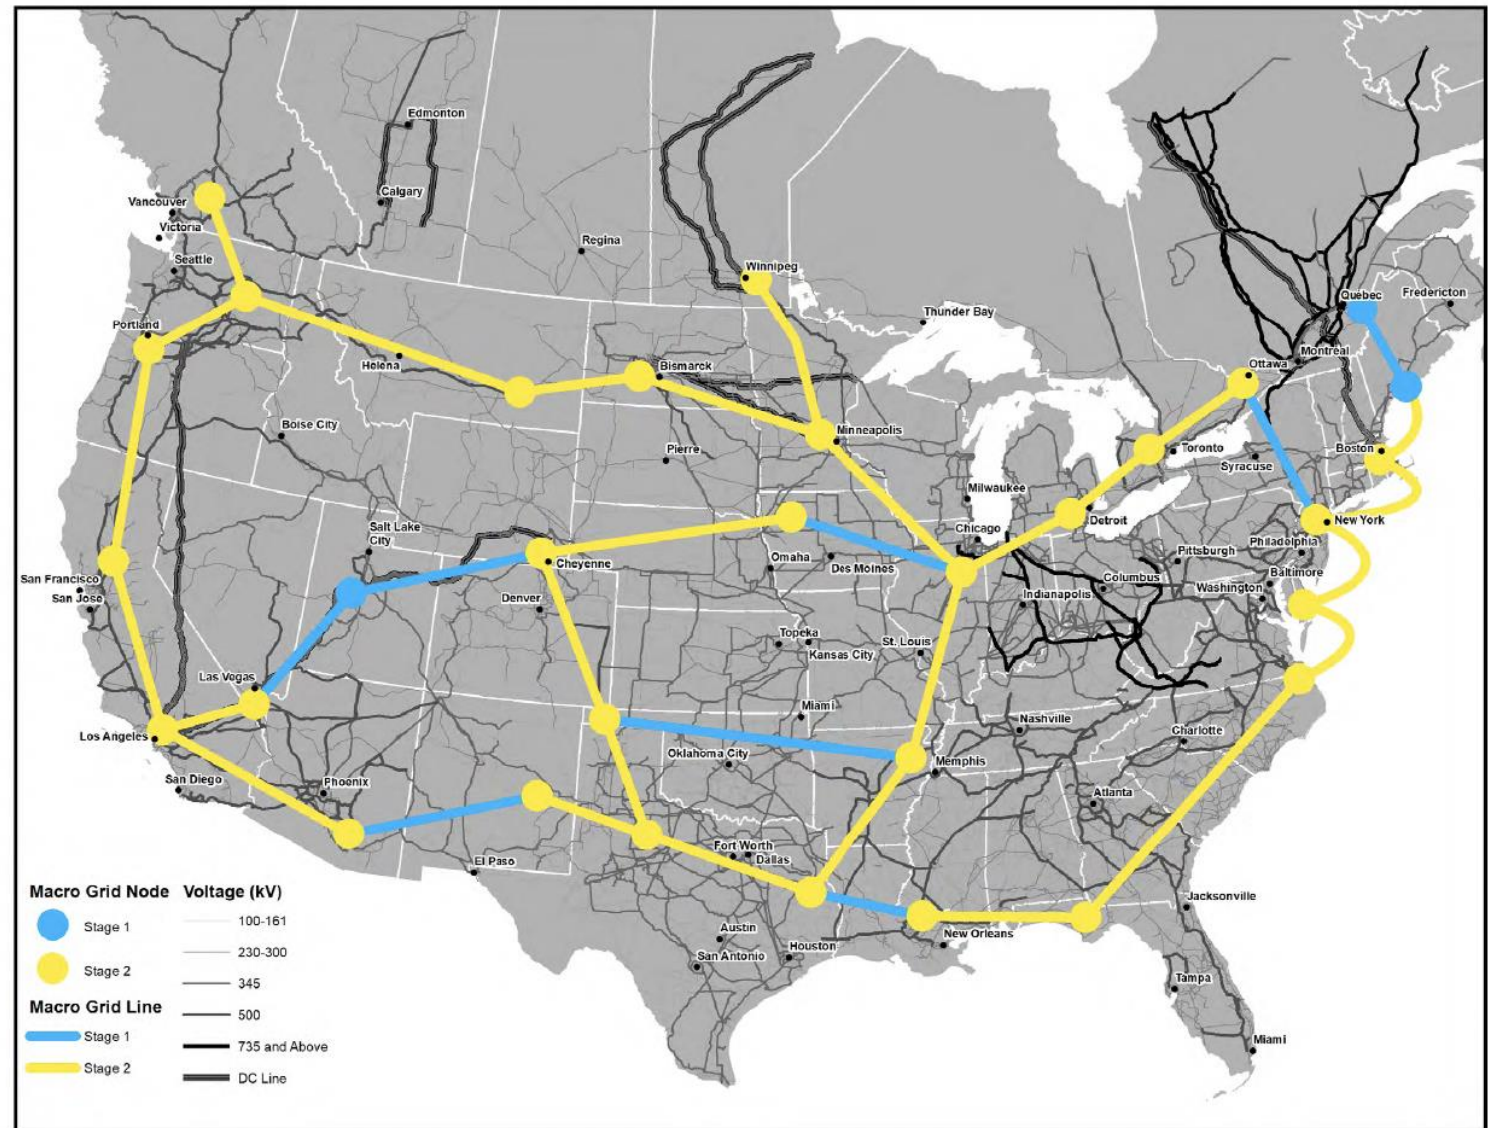 Edmonton
Calgary
Vancouver
Victoria
Seattle
Regina
Winnipeg
Thunder Bay
Québec
Fredericton
Portland
Helena
Bismarck
Ottawa
Montréal
Boise City
Pierre
Minneapolis
Toronto
Syracuse
Boston
Milwaukee
Detroit
New York
Salt Lake
City
Chicago
Philadelphia
Cheyenne
Omaha
Des Moines
Pittsburgh
San Francisco
San Jose
Denver
Columbus
Baltimore
Indianapolis
Washington
Topeka
Kansas City
St. Louis
Las Vegas
Miami
Nashville
Los Angeles
Oklahoma City
Charlotte
Memphis
San Diego
Phoenix
Atlanta
Fort Worth
Dallas
El Paso
Jacksonville
Austin
New Orleans
Houston
San Antonio
Tampa
Miami
Macro Grid Node
Stage 1
Stage 2
Macro Grid Line
Stage 1
Stage 2
Voltage (kV)
100-161
230-300
345
500
735 and Above
DC Line